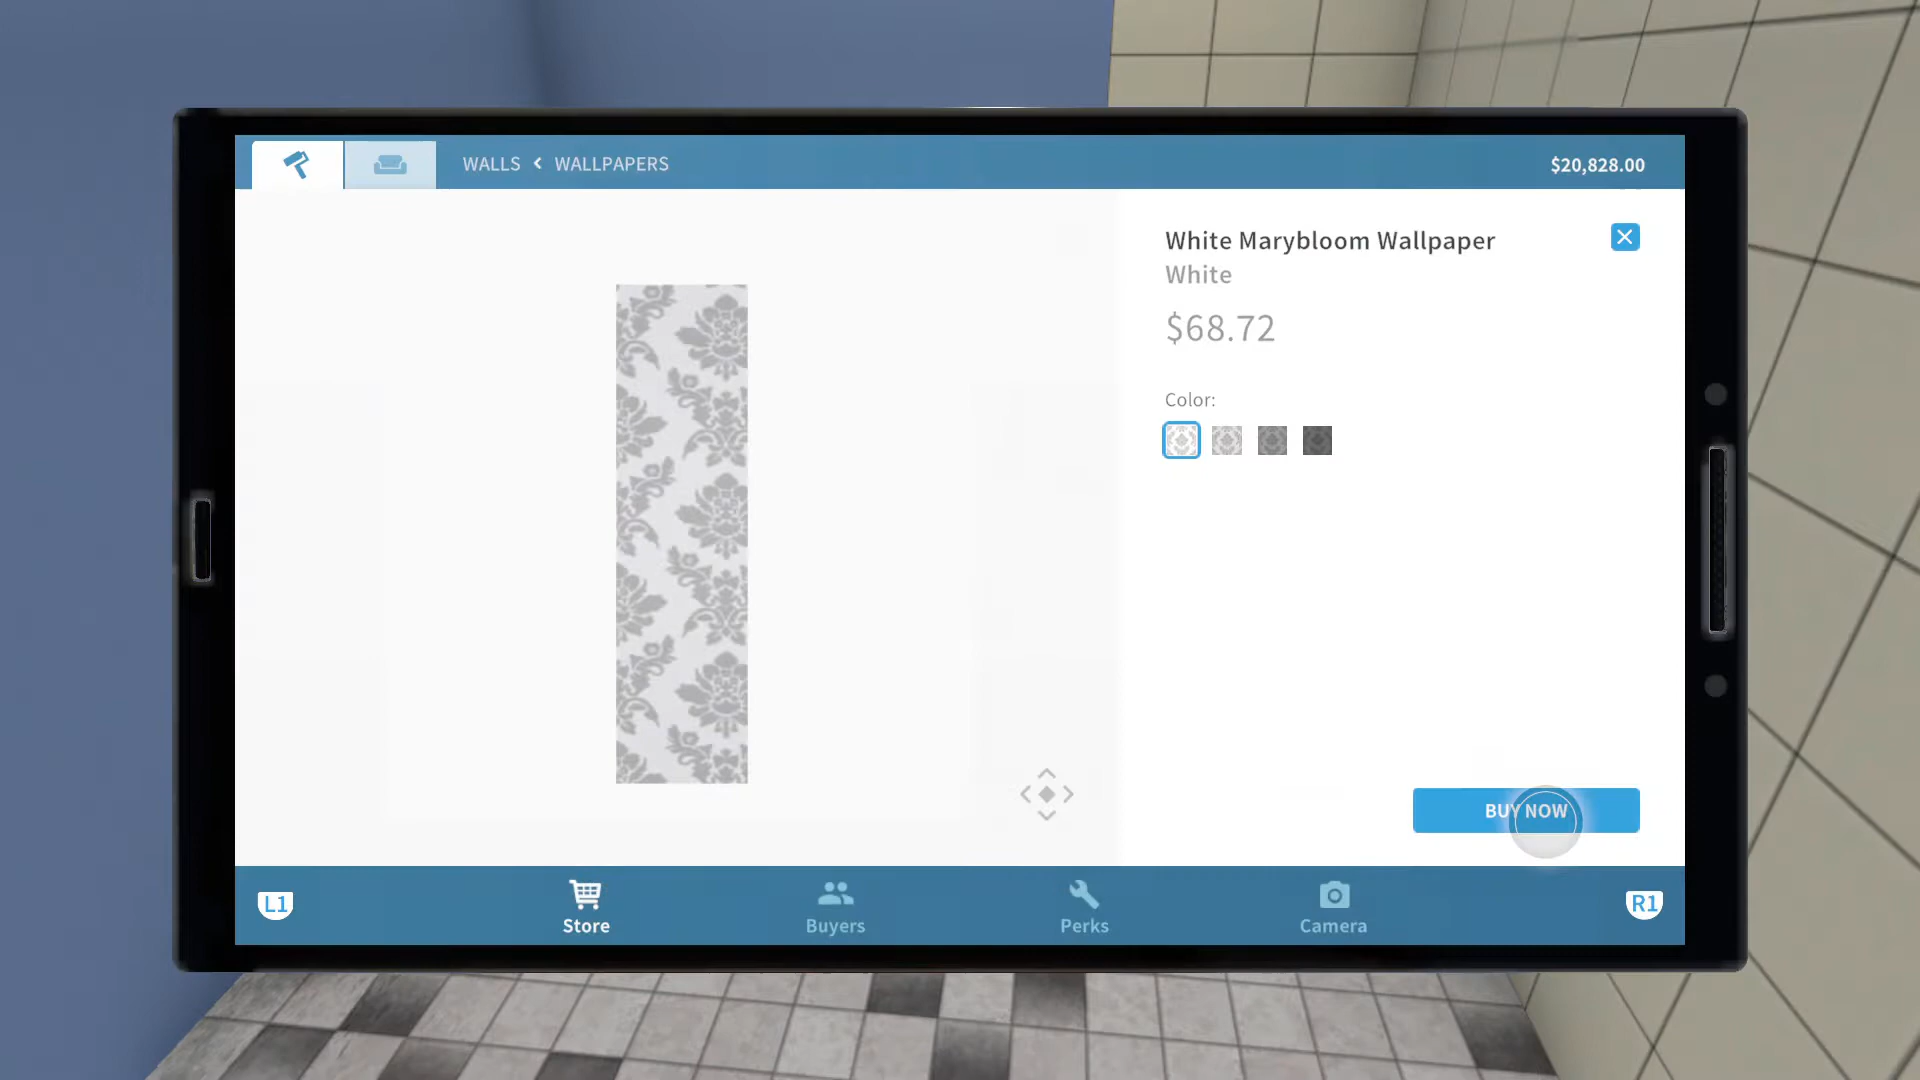 WALLS < WALLPAPERS
$20,828.00
White Marybloom Wallpaper
White
$68.72
Color:
BUY NOW
L1
Store
Buyers
Perks
Camera
R1